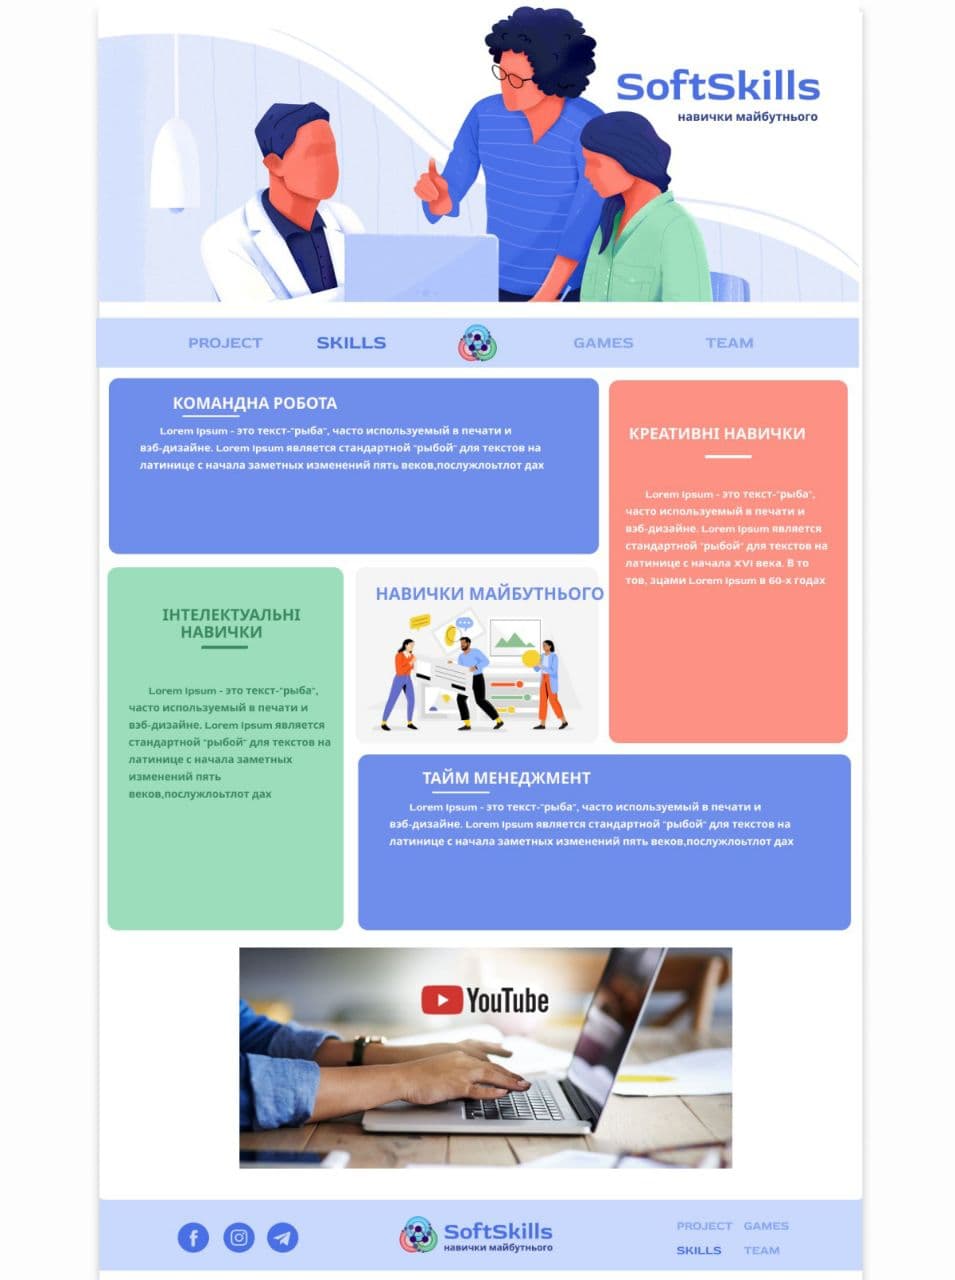 SoftSkills
навички майбутнього
PROJECT SKILLS GAMES TEAM
КОМАНДНА РОБОТА
Lorem Ipsum - это текст-"рыба", часто используемый в печати и
вэб-дизайне. Lorem Ipsum является стандартной "рыбой" для текстов на
латинице с начала заметных изменений пять веков,послужлоьтлот дах
КРЕАТИВНІ НАВИЧКИ
Lorem Ipsum - это текст-"рыба",
часто используемый в печати и
вэб-дизайне. Lorem Ipsum является
стандартной "рыбой" для текстов на
латинице с начала XVI века. В то
тов, зцами Lorem Ipsum в 60-х годах
ІНТЕЛЕКТУАЛЬНІ
НАВИЧКИ
Lorem Ipsum - это текст-"рыба",
часто используемый в печати и
вэб-дизайне. Lorem Ipsum является
стандартной "рыбой" для текстов на
латинице с начала заметных
изменений пять
веков,послужлоьтлот дах
НАВИЧКИ МАЙБУТНЬОГО
ТАЙМ МЕНЕДЖМЕНТ
Lorem Ipsum - это текст-"рыба", часто используемый в печати и
вэб-дизайне. Lorem Ipsum является стандартной "рыбой" для текстов на
латинице с начала заметных изменений пять веков,послужлоьтлот дах
YouTube
SoftSkills
навички майбутнього
PROJECT GAMES
SKILLS TEAM